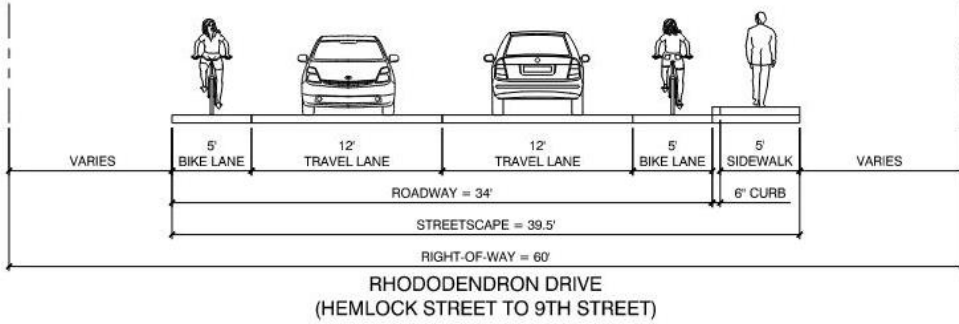 VARIES
5'
BIKE LANE
12'
TRAVEL LANE
12'
TRAVEL LANE
5'
BIKE LANE
5'
SIDEWALK
VARIES
ROADWAY = 34'
6" CURB
STREETSCAPE = 39.5'
RIGHT-OF-WAY = 60'
RHODODENDRON DRIVE
(HEMLOCK STREET TO 9TH STREET)